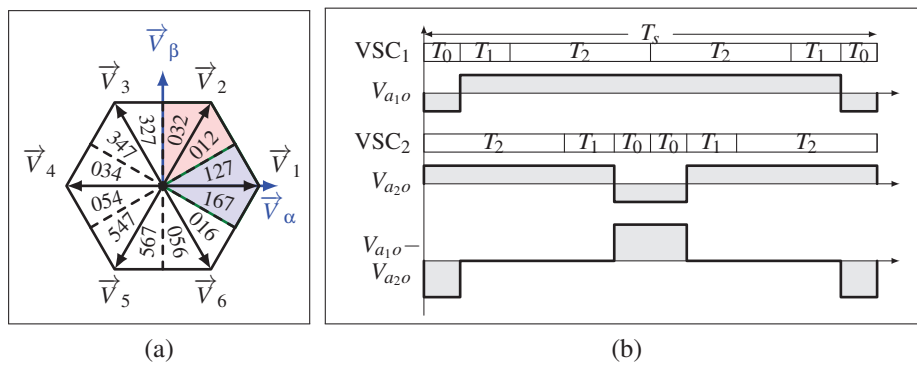 V⃗β
V⃗3
V⃗2
327
032
347
012
V⃗4
034
127
V⃗1
054
167
V⃗α
547
016
567
056
V⃗5
V⃗6
(a)
Ts
VSC1 T0 T1 T2 T2 T1 T0
Va1o
VSC2 T2 T1 T0 T0 T1 T2
Va2o
Va1o−
Va2o
(b)